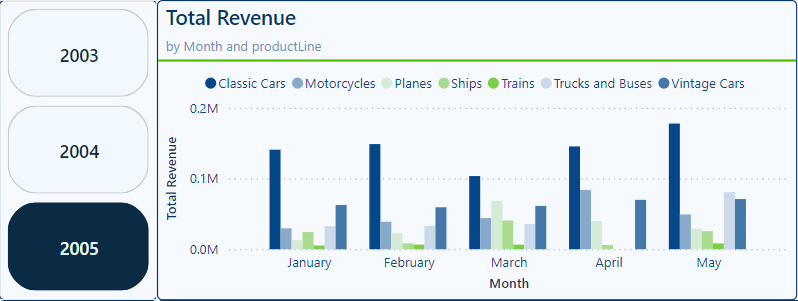 2003
2004
2005
Total Revenue
by Month and productLine
Classic Cars Motorcycles Planes Ships Trains Trucks and Buses Vintage Cars
Total Revenue
0.2M
0.1M
0.0M
January February March April May
Month